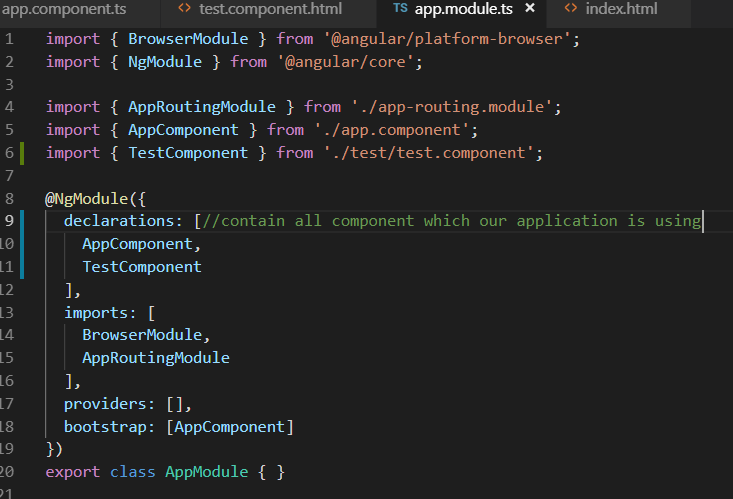 app.component.ts <> test.component.html TS app.module.ts × <> index.html
1 import { BrowserModule } from '@angular/platform-browser';
2 import { NgModule } from '@angular/core';
3
4 import { AppRoutingModule } from './app-routing.module';
5 import { AppComponent } from './app.component';
6 import { TestComponent } from './test/test.component';
7
8 @NgModule({
9   declarations: [//contain all component which our application is using
10     AppComponent,
11     TestComponent
12   ],
13   imports: [
14     BrowserModule,
15     AppRoutingModule
16   ],
17   providers: [],
18   bootstrap: [AppComponent]
19 })
20 export class AppModule { }
21